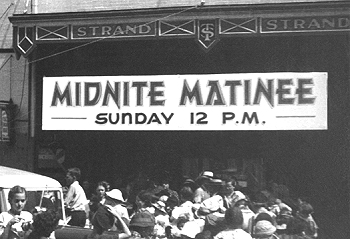 STRAND STRAND
MIDNITE MATINEE
SUNDAY 12 P.M.